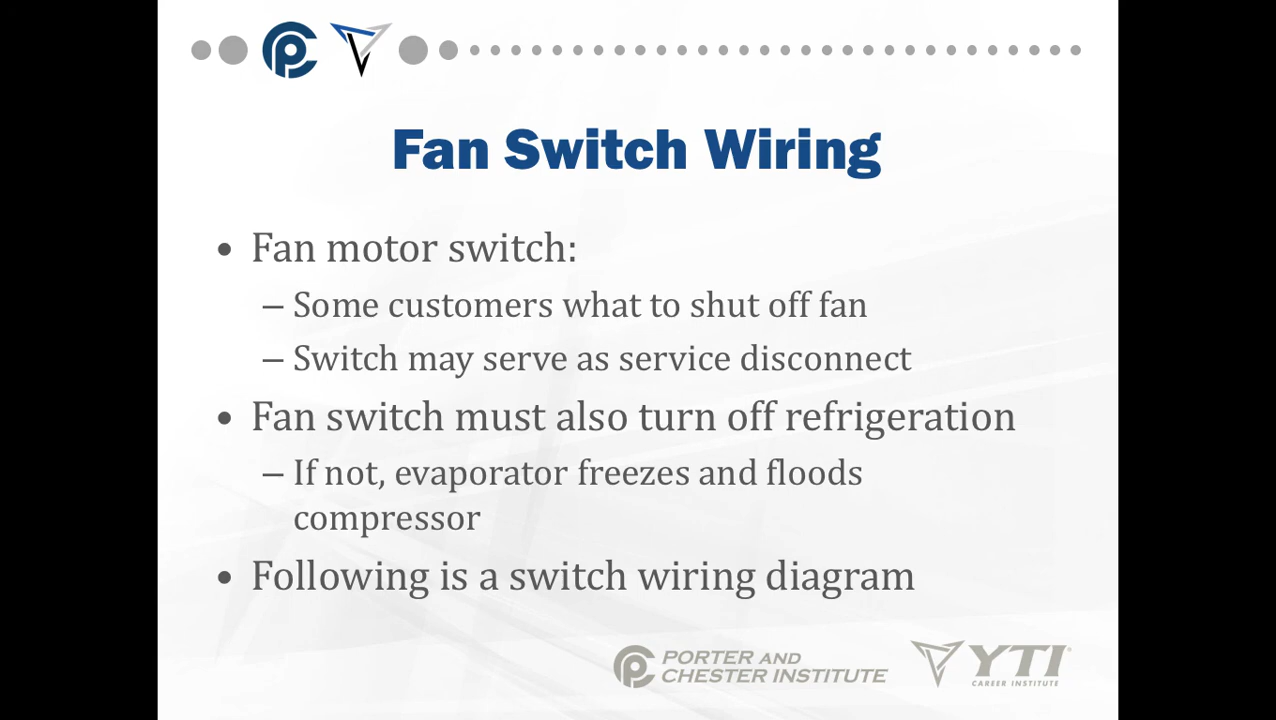 Fan Switch Wiring
• Fan motor switch:
– Some customers what to shut off fan
– Switch may serve as service disconnect
• Fan switch must also turn off refrigeration
– If not, evaporator freezes and floods
compressor
• Following is a switch wiring diagram
PORTER AND
CHESTER INSTITUTE
YTI
CAREER INSTITUTE